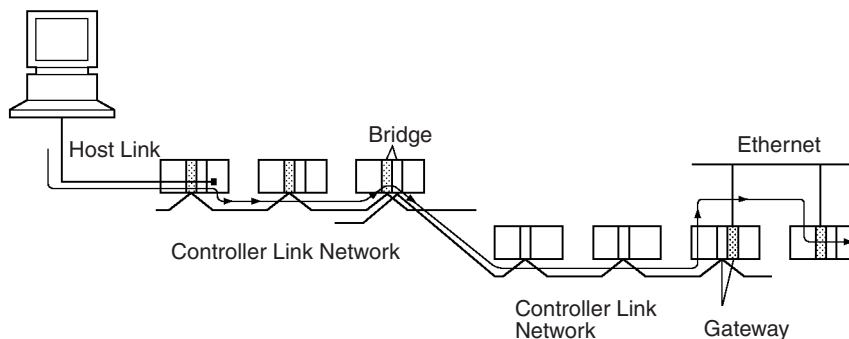 Host Link
Bridge
Ethernet
Controller Link Network
Controller Link
Network
Gateway